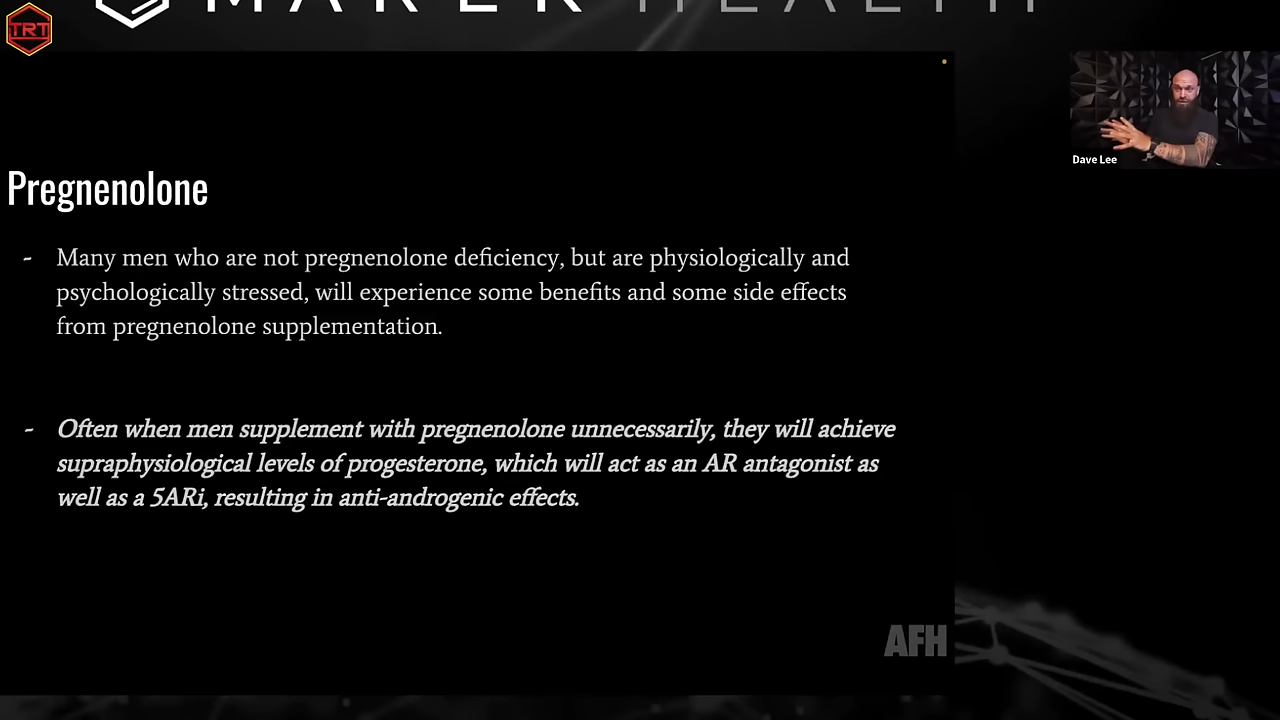 TRT
MAREK HEALTH
Dave Lee
Pregnenolone
- Many men who are not pregnenolone deficiency, but are physiologically and
psychologically stressed, will experience some benefits and some side effects
from pregnenolone supplementation.
- Often when men supplement with pregnenolone unnecessarily, they will achieve
supraphysiological levels of progesterone, which will act as an AR antagonist as
well as a 5ARi, resulting in anti-androgenic effects.
AFH